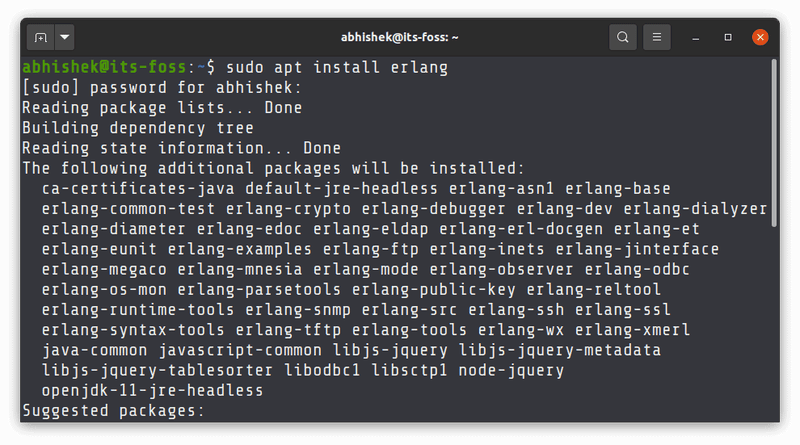 abhishek@its-foss: ~
abhishek@its-foss:~$ sudo apt install erlang
[sudo] password for abhishek:
Reading package lists... Done
Building dependency tree
Reading state information... Done
The following additional packages will be installed:
  ca-certificates-java default-jre-headless erlang-asn1 erlang-base
  erlang-common-test erlang-crypto erlang-debugger erlang-dev erlang-dialyzer
  erlang-diameter erlang-edoc erlang-eldap erlang-erl-docgen erlang-et
  erlang-eunit erlang-examples erlang-ftp erlang-inets erlang-jinterface
  erlang-megaco erlang-mnesia erlang-mode erlang-observer erlang-odbc
  erlang-os-mon erlang-parsetools erlang-public-key erlang-reltool
  erlang-runtime-tools erlang-snmp erlang-src erlang-ssh erlang-ssl
  erlang-syntax-tools erlang-tftp erlang-tools erlang-wx erlang-xmerl
  java-common javascript-common libjs-jquery libjs-jquery-metadata
  libjs-jquery-tablesorter libodbc1 libsctp1 node-jquery
  openjdk-11-jre-headless
Suggested packages: